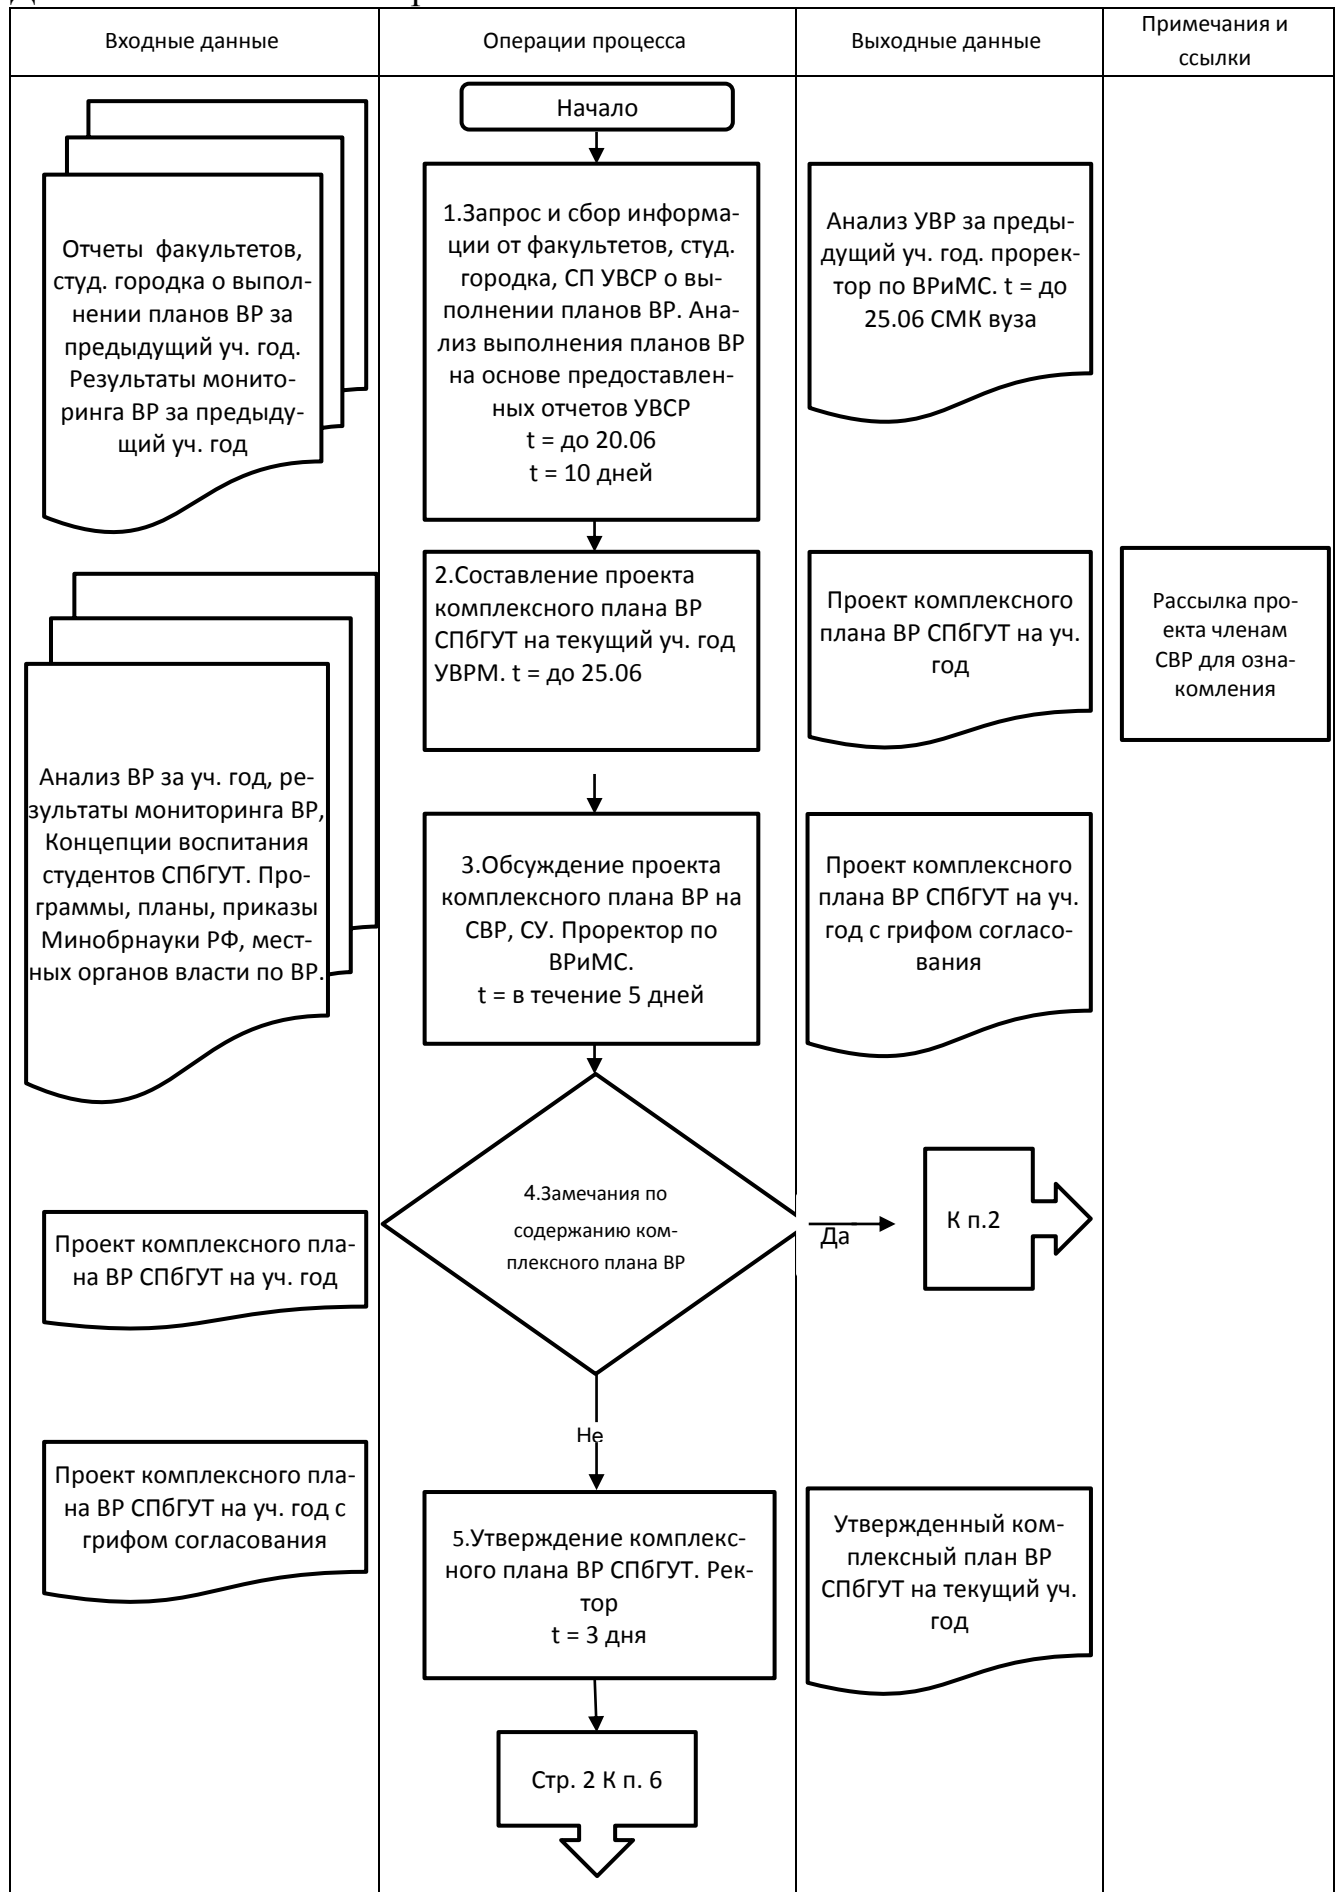 Входные данные
Операции процесса
Выходные данные
Примечания и
ссылки
Начало
Отчеты факультетов,
студ. городка о выпол-
нении планов ВР за
предыдущий уч. год.
Результаты монито-
ринга ВР за предыду-
щий уч. год
1.Запрос и сбор информа-
ции от факультетов, студ.
городка, СП УВСР о вы-
полнении планов ВР. Ана-
лиз выполнения планов ВР
на основе предоставлен-
ных отчетов УВСР
t = до 20.06
t = 10 дней
Анализ УВР за преды-
дущий уч. год. прорек-
тор по ВРиМС. t = до
25.06 СМК вуза
2.Составление проекта
комплексного плана ВР
СПбГУТ на текущий уч. год
УВРМ. t = до 25.06
Проект комплексного
плана ВР СПбГУТ на уч.
год
Рассылка про-
екта членам
СВР для озна-
комления
Анализ ВР за уч. год, ре-
зультаты мониторинга ВР,
Концепции воспитания
студентов СПбГУТ. Про-
граммы, планы, приказы
Минобрнауки РФ, мест-
ных органов власти по ВР.
3.Обсуждение проекта
комплексного плана ВР на
СВР, СУ. Проректор по
ВРиМС.
t = в течение 5 дней
Проект комплексного
плана ВР СПбГУТ на уч.
год с грифом согласо-
вания
Проект комплексного пла-
на ВР СПбГУТ на уч. год
4.Замечания по
содержанию ком-
плексного плана ВР
Да
К п.2
Не
Проект комплексного пла-
на ВР СПбГУТ на уч. год с
грифом согласования
5.Утверждение комплекс-
ного плана ВР СПбГУТ. Рек-
тор
t = 3 дня
Утвержденный ком-
плексный план ВР
СПбГУТ на текущий уч.
год
Стр. 2 К п. 6